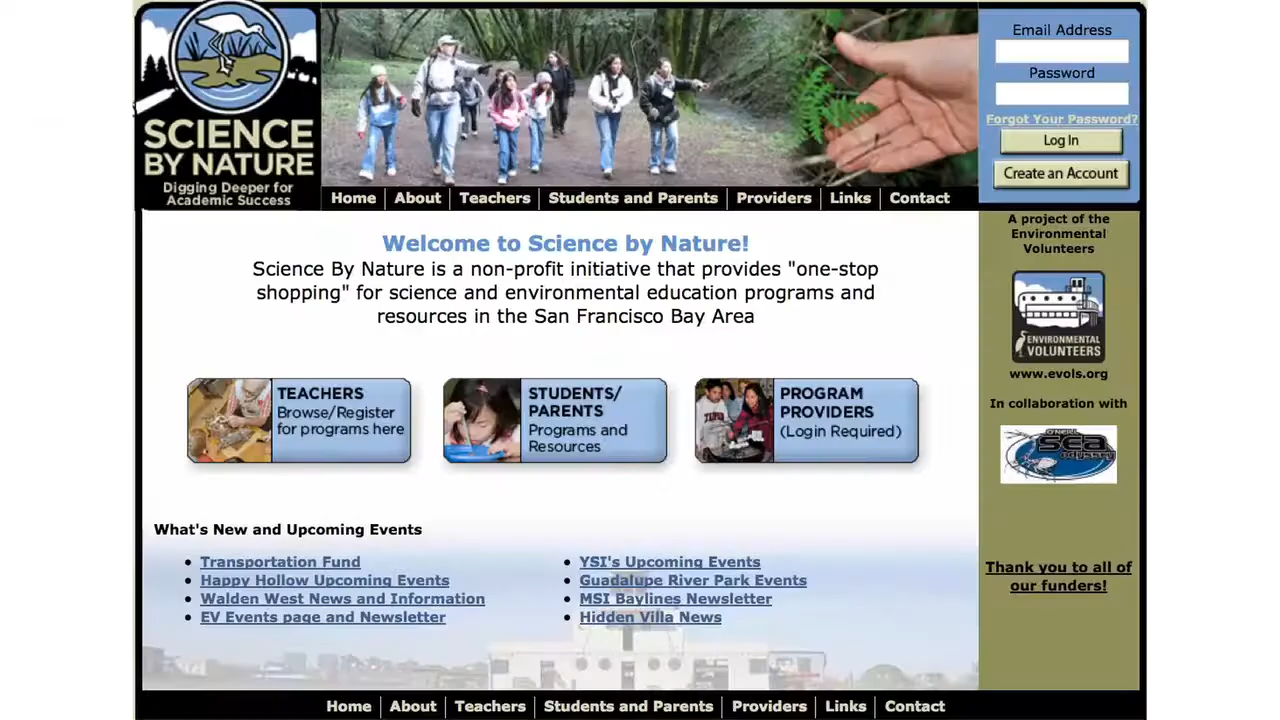 SCIENCE
BY NATURE
Digging Deeper for
Academic Success
Email Address
Password
Forgot Your Password?
Log In
Create an Account
Home About Teachers Students and Parents Providers Links Contact
Welcome to Science by Nature!
Science By Nature is a non-profit initiative that provides "one-stop
shopping" for science and environmental education programs and
resources in the San Francisco Bay Area
TEACHERS
Browse/Register
for programs here
STUDENTS/
PARENTS
Programs and
Resources
PROGRAM
PROVIDERS
(Login Required)
What's New and Upcoming Events
Transportation Fund
Happy Hollow Upcoming Events
Walden West News and Information
EV Events page and Newsletter
YSI's Upcoming Events
Guadalupe River Park Events
MSI Baylines Newsletter
Hidden Villa News
A project of the
Environmental
Volunteers
ENVIRONMENTAL
VOLUNTEERS
www.evols.org
In collaboration with
O'NEILL
sea
odyssey
Thank you to all of
our funders!
Home About Teachers Students and Parents Providers Links Contact